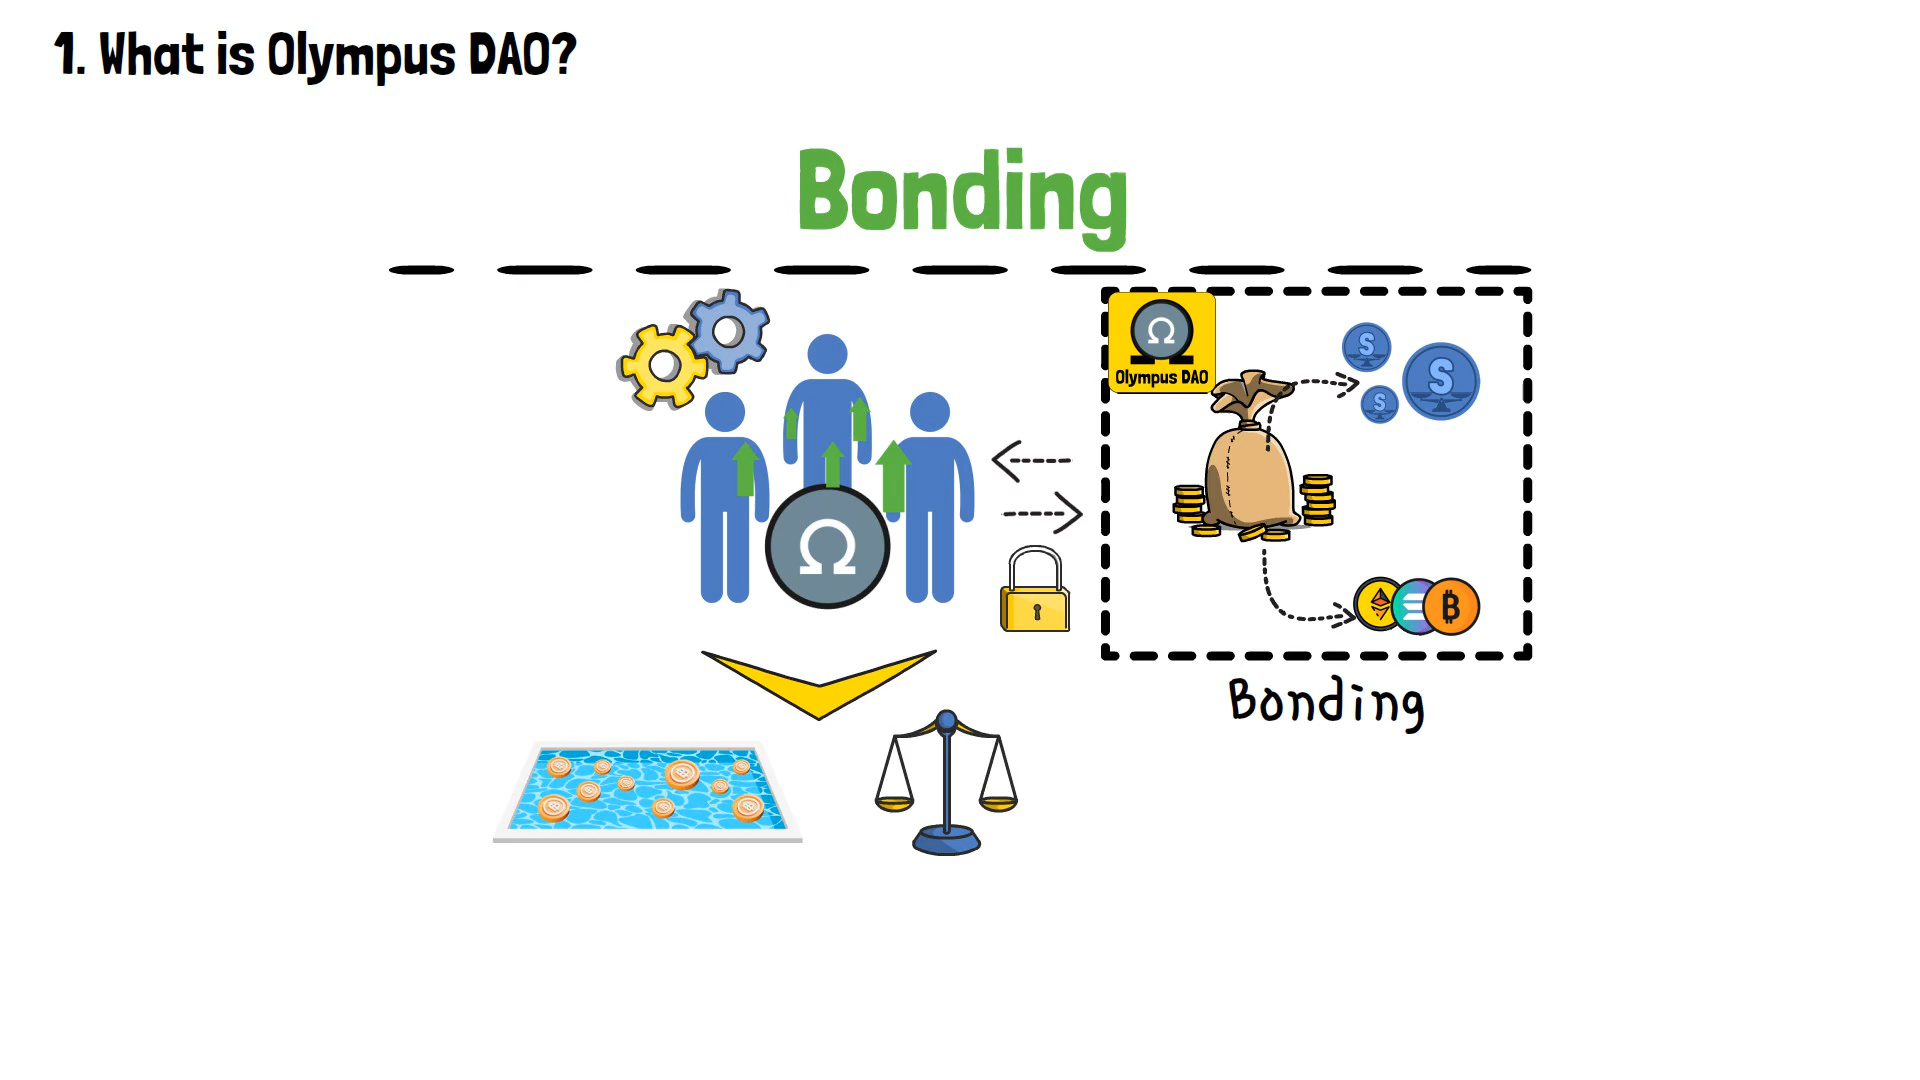 1. What is Olympus DAO?
Bonding
Ω
Olympus DAO
S
S
S
Ω
Bonding